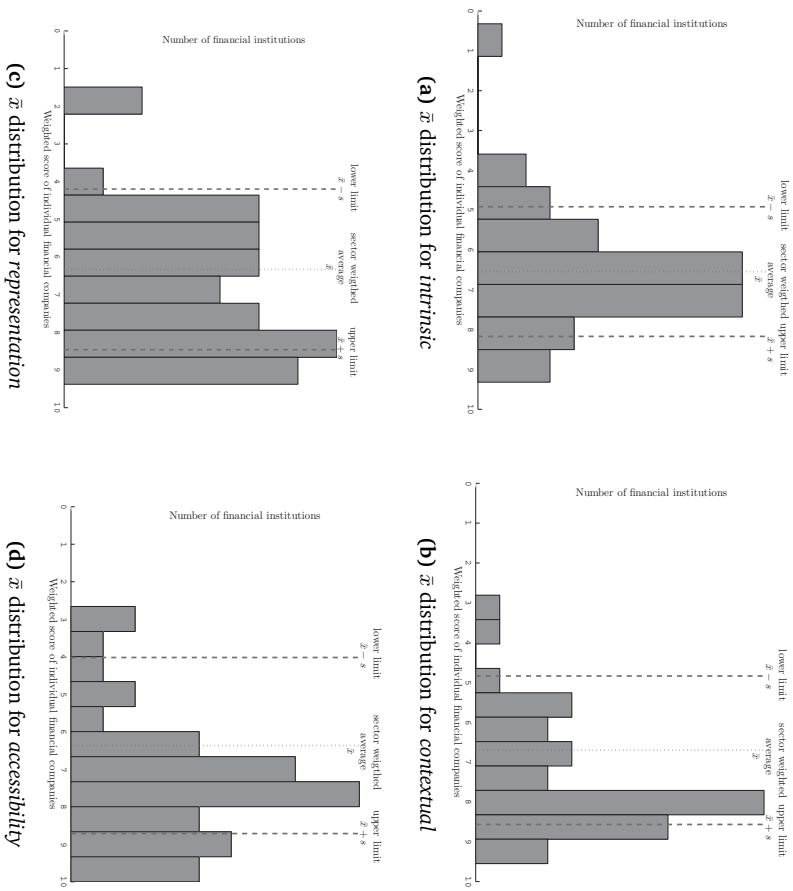 Number of financial institutions
lower limit
x̄ − s
sector weigthed
average
x̄
upper limit
x̄ + s
0 1 2 3 4 5 6 7 8 9 10
Weighted score of individual financial companies
(a) x̄ distribution for intrinsic
Number of financial institutions
lower limit
x̄ − s
sector weigthed
average
x̄
upper limit
x̄ + s
0 1 2 3 4 5 6 7 8 9 10
Weighted score of individual financial companies
(b) x̄ distribution for contextual
Number of financial institutions
lower limit
x̄ − s
sector weigthed
average
x̄
upper limit
x̄ + s
0 1 2 3 4 5 6 7 8 9 10
Weighted score of individual financial companies
(c) x̄ distribution for representation
Number of financial institutions
lower limit
x̄ − s
sector weigthed
average
x̄
upper limit
x̄ + s
0 1 2 3 4 5 6 7 8 9 10
Weighted score of individual financial companies
(d) x̄ distribution for accessibility